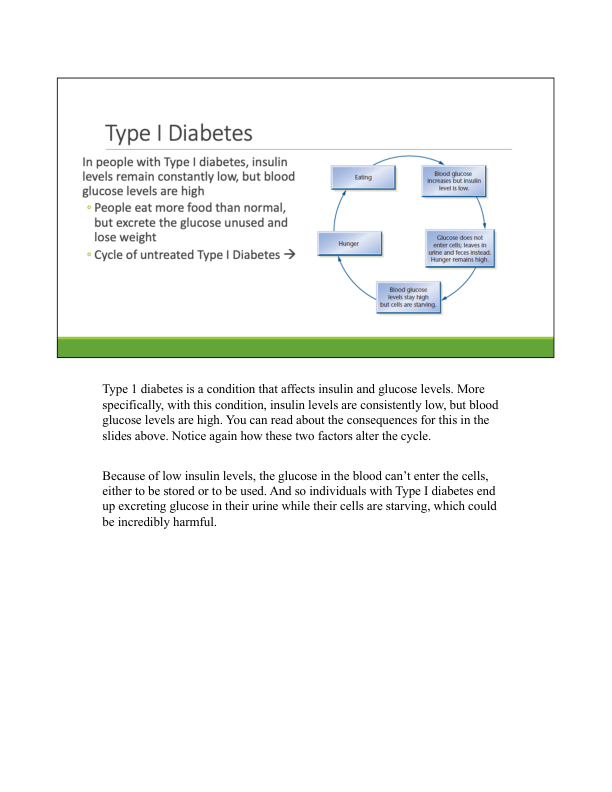 Type I Diabetes
In people with Type I diabetes, insulin
levels remain constantly low, but blood
glucose levels are high
◦ People eat more food than normal,
but excrete the glucose unused and
lose weight
◦ Cycle of untreated Type I Diabetes →
Eating
Blood glucose
increases but insulin
level is low.
Glucose does not
enter cells; leaves in
urine and feces instead.
Hunger remains high.
Blood glucose
levels stay high
but cells are starving.
Hunger
Type 1 diabetes is a condition that affects insulin and glucose levels. More
specifically, with this condition, insulin levels are consistently low, but blood
glucose levels are high. You can read about the consequences for this in the
slides above. Notice again how these two factors alter the cycle.
Because of low insulin levels, the glucose in the blood can’t enter the cells,
either to be stored or to be used. And so individuals with Type I diabetes end
up excreting glucose in their urine while their cells are starving, which could
be incredibly harmful.